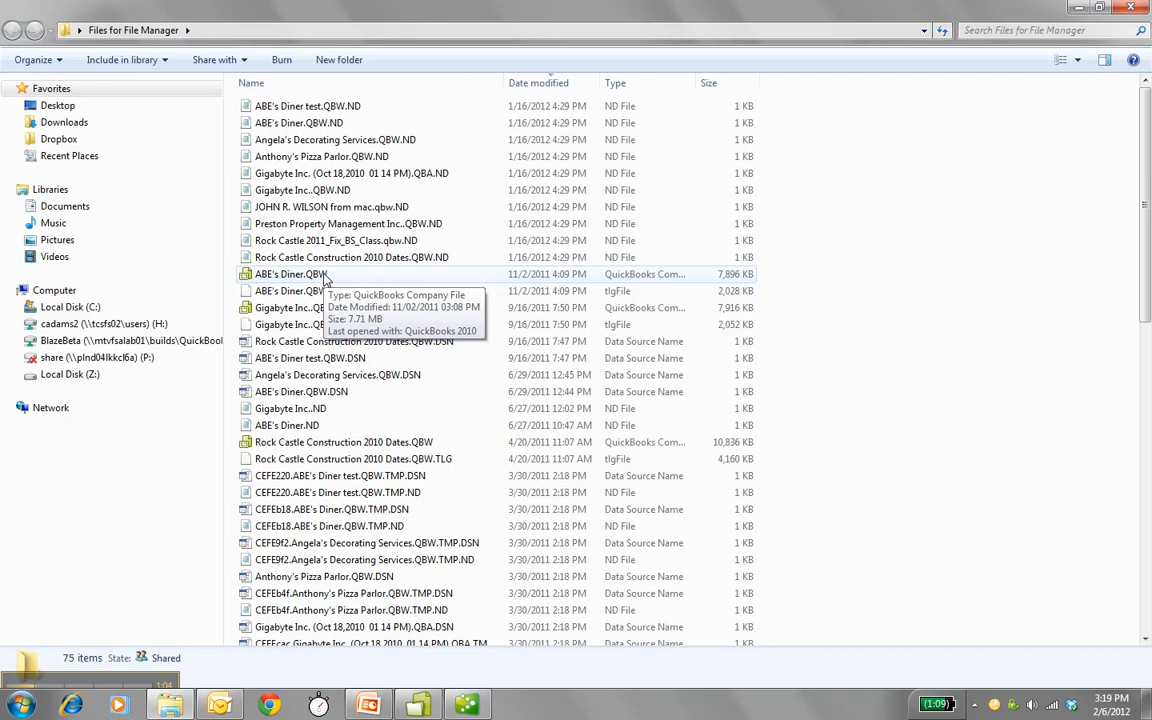 Files for File Manager
Search Files for File Manager
Organize Include in library Share with Burn New folder
Name Date modified Type Size
Favorites
Desktop
Downloads
Dropbox
Recent Places
Libraries
Documents
Music
Pictures
Videos
Computer
Local Disk (C:)
cadams2 (\\tcsfs02\users) (H:)
BlazeBeta (\\mtvfsalab01\builds\QuickBool
share (\\plnd04lkkcl6a) (P:)
Local Disk (Z:)
Network
ABE's Diner test.QBW.ND 1/16/2012 4:29 PM ND File 1 KB
ABE's Diner.QBW.ND 1/16/2012 4:29 PM ND File 1 KB
Angela's Decorating Services.QBW.ND 1/16/2012 4:29 PM ND File 1 KB
Anthony's Pizza Parlor.QBW.ND 1/16/2012 4:29 PM ND File 1 KB
Gigabyte Inc. (Oct 18,2010 01 14 PM).QBA.ND 1/16/2012 4:29 PM ND File 1 KB
Gigabyte Inc..QBW.ND 1/16/2012 4:29 PM ND File 1 KB
JOHN R. WILSON from mac.qbw.ND 1/16/2012 4:29 PM ND File 1 KB
Preston Property Management Inc..QBW.ND 1/16/2012 4:29 PM ND File 1 KB
Rock Castle 2011_Fix_BS_Class.qbw.ND 1/16/2012 4:29 PM ND File 1 KB
Rock Castle Construction 2010 Dates.QBW.ND 1/16/2012 4:29 PM ND File 1 KB
ABE's Diner.QBW 11/2/2011 4:09 PM QuickBooks Com... 7,896 KB
ABE's Diner.QBW 11/2/2011 4:09 PM tlgFile 2,028 KB
Gigabyte Inc. 9/16/2011 7:50 PM QuickBooks Com... 7,916 KB
Gigabyte Inc. 9/16/2011 7:50 PM tlgFile 2,052 KB
Rock Castle Construction 2010 Dates.QBW.DSN 9/16/2011 7:47 PM Data Source Name 1 KB
ABE's Diner test.QBW.DSN 9/16/2011 7:47 PM Data Source Name 1 KB
Angela's Decorating Services.QBW.DSN 6/29/2011 12:45 PM Data Source Name 1 KB
ABE's Diner.QBW.DSN 6/29/2011 12:44 PM Data Source Name 1 KB
Gigabyte Inc..ND 6/27/2011 12:02 PM ND File 1 KB
ABE's Diner.ND 6/27/2011 10:47 AM ND File 1 KB
Rock Castle Construction 2010 Dates.QBW 4/20/2011 11:07 AM QuickBooks Com... 10,836 KB
Rock Castle Construction 2010 Dates.QBW.TLG 4/20/2011 11:07 AM tlgFile 4,160 KB
CEFE220.ABE's Diner test.QBW.TMP.DSN 3/30/2011 2:18 PM Data Source Name 1 KB
CEFE220.ABE's Diner test.QBW.TMP.ND 3/30/2011 2:18 PM ND File 1 KB
CEFEb18.ABE's Diner.QBW.TMP.DSN 3/30/2011 2:18 PM Data Source Name 1 KB
CEFEb18.ABE's Diner.QBW.TMP.ND 3/30/2011 2:18 PM ND File 1 KB
CEFE9f2.Angela's Decorating Services.QBW.TMP.DSN 3/30/2011 2:18 PM Data Source Name 1 KB
CEFE9f2.Angela's Decorating Services.QBW.TMP.ND 3/30/2011 2:18 PM ND File 1 KB
Anthony's Pizza Parlor.QBW.DSN 3/30/2011 2:18 PM Data Source Name 1 KB
CEFEb4f.Anthony's Pizza Parlor.QBW.TMP.DSN 3/30/2011 2:18 PM Data Source Name 1 KB
CEFEb4f.Anthony's Pizza Parlor.QBW.TMP.ND 3/30/2011 2:18 PM ND File 1 KB
Gigabyte Inc. (Oct 18,2010 01 14 PM).QBA.DSN 3/30/2011 2:18 PM Data Source Name 1 KB
CEFEcac.Gigabyte Inc. (Oct 18,2010 01 14 PM).QBA.TM 3/30/2011 2:18 PM Data Source Name 1 KB
Type: QuickBooks Company File
Date Modified: 11/02/2011 03:08 PM
Size: 7.71 MB
Last opened with: QuickBooks 2010
75 items State: Shared
1:04
(1:09)
3:19 PM
2/6/2012